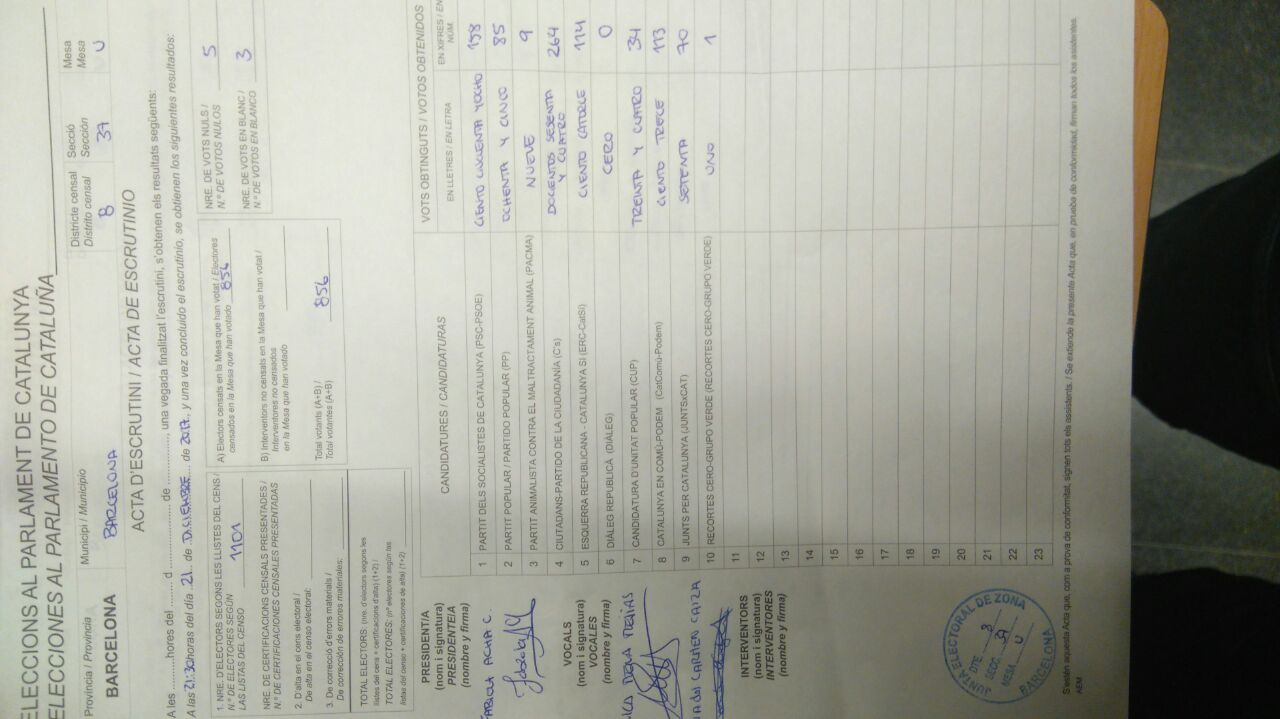 ELECCIONS AL PARLAMENT DE CATALUNYA
ELECCIONES AL PARLAMENTO DE CATALUÑA
Província / Provincia
BARCELONA
Municipi / Municipio
BARCELONA
Districte censal
Distrito censal
8
Secció
Sección
37
Mesa
Mesa
U
ACTA D'ESCRUTINI / ACTA DE ESCRUTINIO
A les ........ hores del ........ d ........ de ........ una vegada finalitzat l'escrutini, s'obtenen els resultats següents:
A las 21:30 horas del día 21 de DICIEMBRE de 2017, y una vez concluido el escrutinio, se obtienen los siguientes resultados:
1. NRE. D'ELECTORS SEGONS LES LLISTES DEL CENS /
N.º DE ELECTORES SEGÚN
LAS LISTAS DEL CENSO 1101
NRE. DE CERTIFICACIONS CENSALS PRESENTADES /
N.º DE CERTIFICACIONES CENSALES PRESENTADAS
2. D'alta en el cens electoral /
De alta en el censo electoral:
3. De correcció d'errors materials /
De corrección de errores materiales:
TOTAL ELECTORS: (nre. d'electors segons les
llistes del cens + certificacions d'alta) (1+2) /
TOTAL ELECTORES: (nº electores según las
listas del censo + certificaciones de alta) (1+2)
A) Electors censats en la Mesa que han votat / Electores
censados en la Mesa que han votado 856
B) Interventors no censats en la Mesa que han votat /
Interventores no censados
en la Mesa que han votado
Total votants (A+B) /
Total votantes (A+B) 856
NRE. DE VOTS NULS /
N.º DE VOTOS NULOS 5
NRE. DE VOTS EN BLANC /
N.º DE VOTOS EN BLANCO 3
PRESIDENT/A
(nom i signatura)
PRESIDENTE/A
(nombre y firma)
VOCALS
(nom i signatura)
VOCALES
(nombre y firma)
INTERVENTORS
(nom i signatura)
INTERVENTORES
(nombre y firma)
CANDIDATURES / CANDIDATURAS
VOTS OBTINGUTS / VOTOS OBTENIDOS
EN LLETRES / EN LETRA
EN XIFRES / EN
NÚM.
1 PARTIT DELS SOCIALISTES DE CATALUNYA (PSC-PSOE) CIENTO CINCUENTA Y OCHO 158
2 PARTIT POPULAR / PARTIDO POPULAR (PP) OCHENTA Y CINCO 85
3 PARTIT ANIMALISTA CONTRA EL MALTRACTAMENT ANIMAL (PACMA) NUEVE 9
4 CIUTADANS-PARTIDO DE LA CIUDADANÍA (C's) DOCIENTOS SESENTA Y CUATRO 264
5 ESQUERRA REPUBLICANA - CATALUNYA SÍ (ERC-CatSí) CIENTO CATORCE 114
6 DIÀLEG REPUBLICÀ (DIÀLEG) CERO 0
7 CANDIDATURA D'UNITAT POPULAR (CUP) TREINTA Y CUATRO 34
8 CATALUNYA EN COMÚ-PODEM (CatComú-Podem) CIENTO TRECE 113
9 JUNTS PER CATALUNYA (JUNTSxCAT) SETENTA 70
10 RECORTES CERO-GRUPO VERDE (RECORTES CERO-GRUPO VERDE) UNO 1
11
12
13
14
15
16
17
18
19
20
21
22
23
JUNTA ELECTORAL DE ZONA
DTE. 8
SECC. 37
MESA U
BARCELONA
S'estén aquesta Acta que, com a prova de conformitat, signen tots els assistents. / Se extiende la presente Acta que, en prueba de conformidad, firman todos los asistentes.
AEM